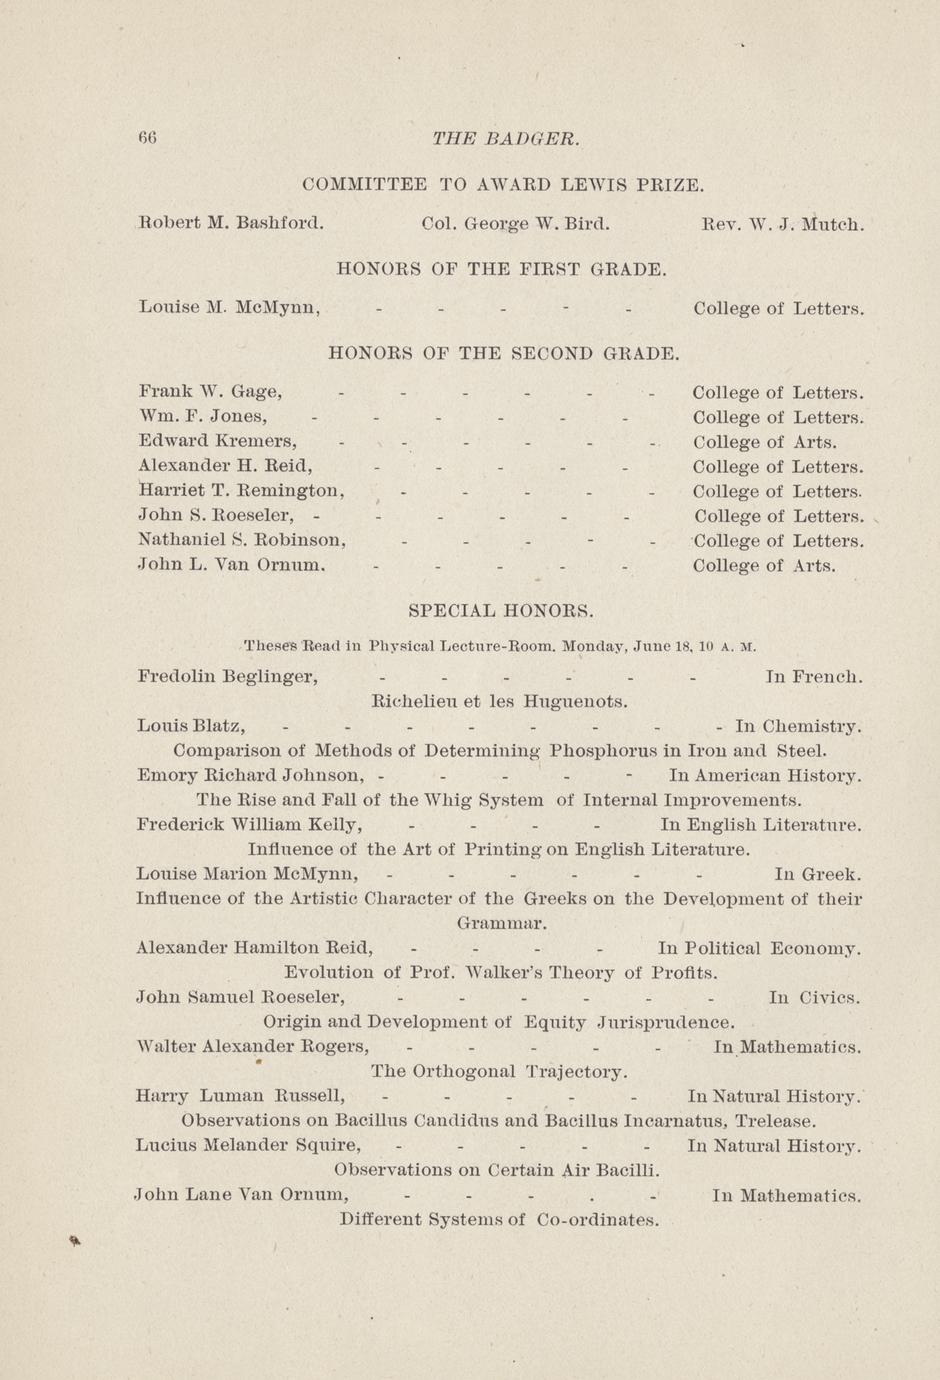 66 THE BADGER.
COMMITTEE TO AWARD LEWIS PRIZE.
Robert M. Bashford. Col. George W. Bird. Rev. W. J. Mutch.
HONORS OF THE FIRST GRADE.
Louise M. McMynn, - - - - - College of Letters.
HONORS OF THE SECOND GRADE.
Frank W. Gage, - - - - - - College of Letters.
Wm. F. Jones, - - - - - - College of Letters.
Edward Kremers, - - - - - - College of Arts.
Alexander H. Reid, - - - - - College of Letters.
Harriet T. Remington, - - - - - College of Letters.
John S. Roeseler, - - - - - - College of Letters.
Nathaniel S. Robinson, - - - - - College of Letters.
John L. Van Ornum. - - - - - College of Arts.
SPECIAL HONORS.
Theses Read in Physical Lecture-Room. Monday, June 18, 10 A. M.
Fredolin Beglinger, - - - - - - In French.
Richelieu et les Huguenots.
Louis Blatz, - - - - - - - - In Chemistry.
Comparison of Methods of Determining Phosphorus in Iron and Steel.
Emory Richard Johnson, - - - - - In American History.
The Rise and Fall of the Whig System of Internal Improvements.
Frederick William Kelly, - - - - In English Literature.
Influence of the Art of Printing on English Literature.
Louise Marion McMynn, - - - - - - In Greek.
Influence of the Artistic Character of the Greeks on the Development of their
Grammar.
Alexander Hamilton Reid, - - - - In Political Economy.
Evolution of Prof. Walker's Theory of Profits.
John Samuel Roeseler, - - - - - - In Civics.
Origin and Development of Equity Jurisprudence.
Walter Alexander Rogers, - - - - - In Mathematics.
The Orthogonal Trajectory.
Harry Luman Russell, - - - - - In Natural History.
Observations on Bacillus Candidus and Bacillus Incarnatus, Trelease.
Lucius Melander Squire, - - - - - In Natural History.
Observations on Certain Air Bacilli.
John Lane Van Ornum, - - - . - In Mathematics.
Different Systems of Co-ordinates.